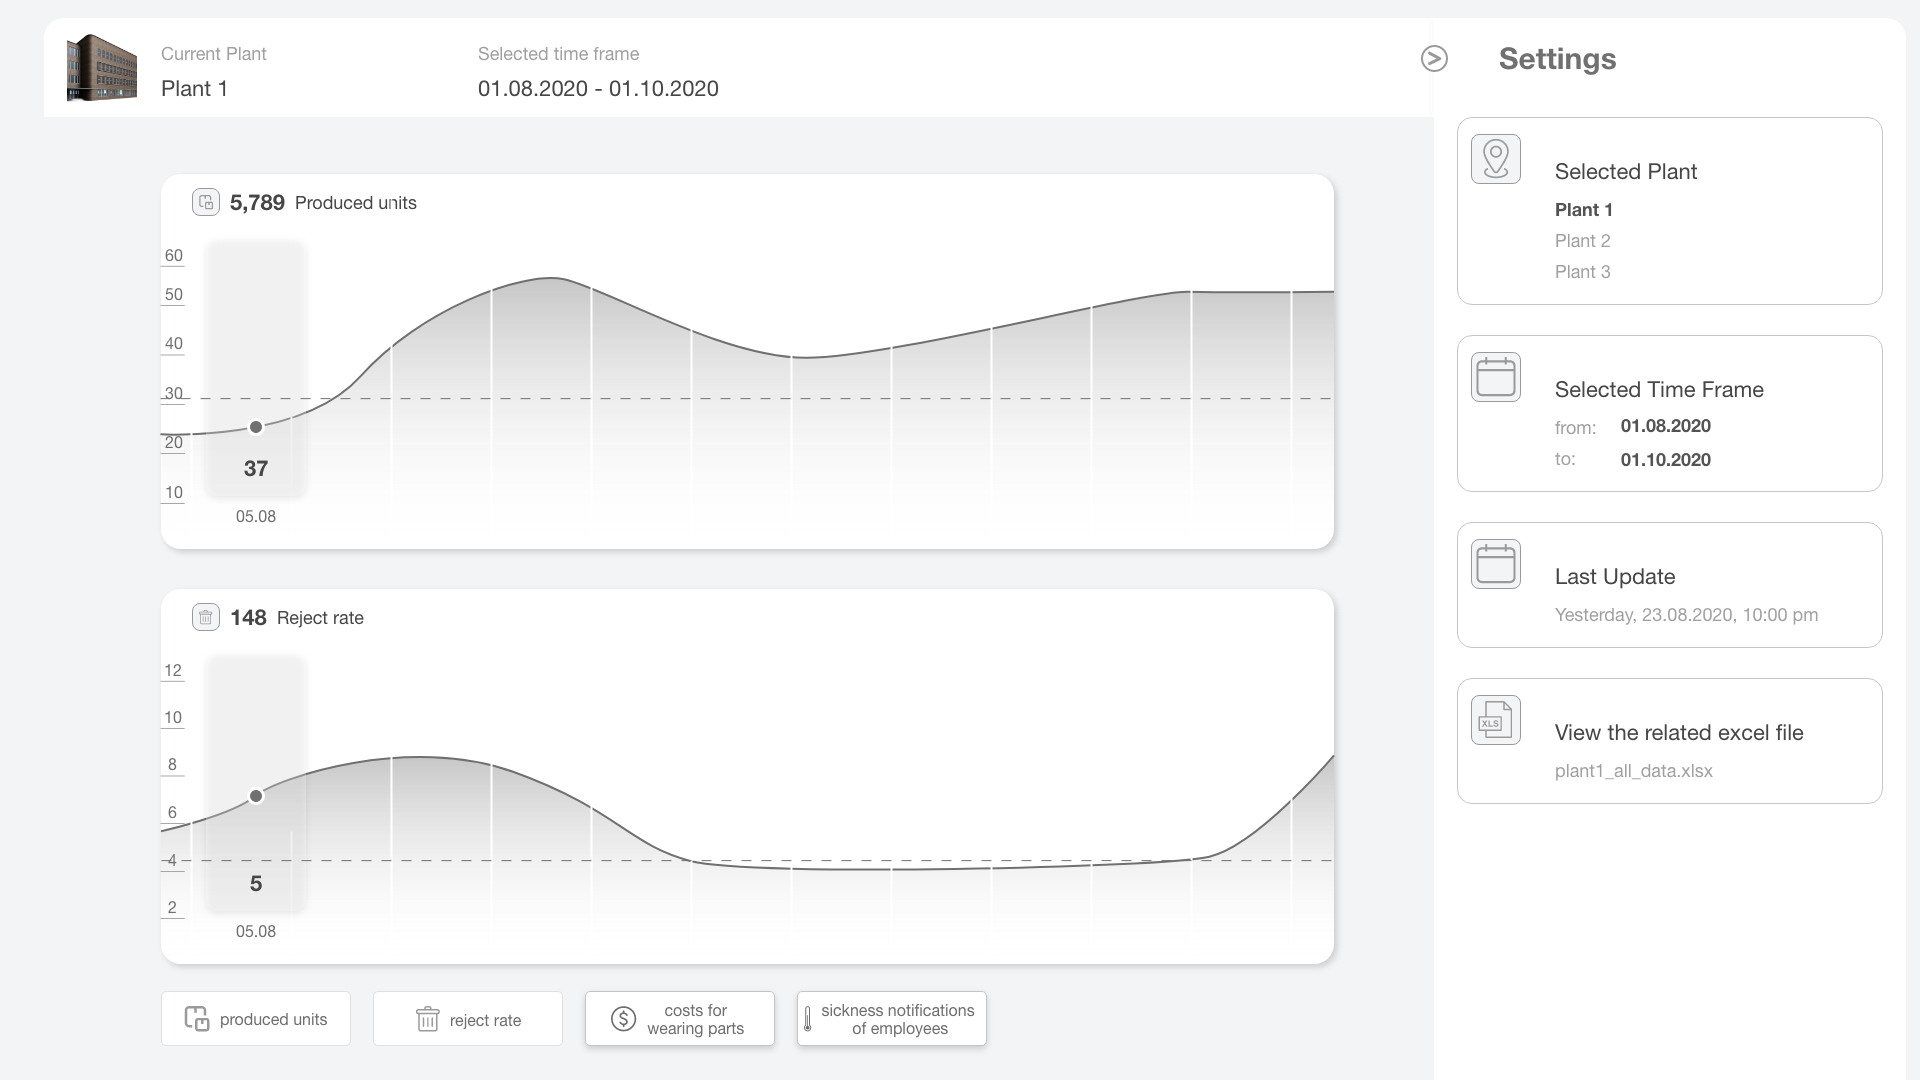 Current Plant
Plant 1
Selected time frame
01.08.2020 - 01.10.2020
Settings
5,789 Produced units
60
50
40
30
20
10
37
05.08
148 Reject rate
12
10
8
6
4
2
5
05.08
produced units
reject rate
costs for
wearing parts
sickness notifications
of employees
Selected Plant
Plant 1
Plant 2
Plant 3
Selected Time Frame
from: 01.08.2020
to: 01.10.2020
Last Update
Yesterday, 23.08.2020, 10:00 pm
XLS
View the related excel file
plant1_all_data.xlsx